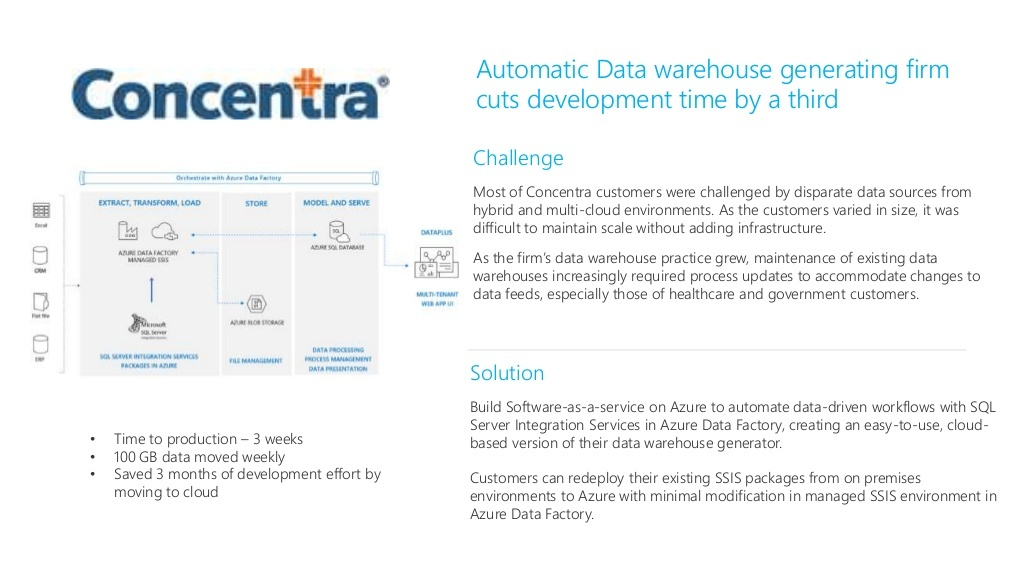 Concentra®
Automatic Data warehouse generating firm
cuts development time by a third
Challenge
Most of Concentra customers were challenged by disparate data sources from
hybrid and multi-cloud environments. As the customers varied in size, it was
difficult to maintain scale without adding infrastructure.
As the firm's data warehouse practice grew, maintenance of existing data
warehouses increasingly required process updates to accommodate changes to
data feeds, especially those of healthcare and government customers.
Solution
Build Software-as-a-service on Azure to automate data-driven workflows with SQL
Server Integration Services in Azure Data Factory, creating an easy-to-use, cloud-
based version of their data warehouse generator.
Customers can redeploy their existing SSIS packages from on premises
environments to Azure with minimal modification in managed SSIS environment in
Azure Data Factory.
Orchestrate with Azure Data Factory
EXTRACT, TRANSFORM, LOAD
STORE
MODEL AND SERVE
Excel
CRM
Flat file
ERP
AZURE DATA FACTORY
MANAGED SSIS
SQL
AZURE SQL DATABASE
DATAPLUS
MULTI-TENANT
WEB APP UI
Microsoft
SQL Server
Integration Services
AZURE BLOB STORAGE
SQL SERVER INTEGRATION SERVICES
PACKAGES IN AZURE
FILE MANAGEMENT
DATA PROCESSING
PROCESS MANAGEMENT
DATA PRESENTATION
• Time to production – 3 weeks
• 100 GB data moved weekly
• Saved 3 months of development effort by
moving to cloud